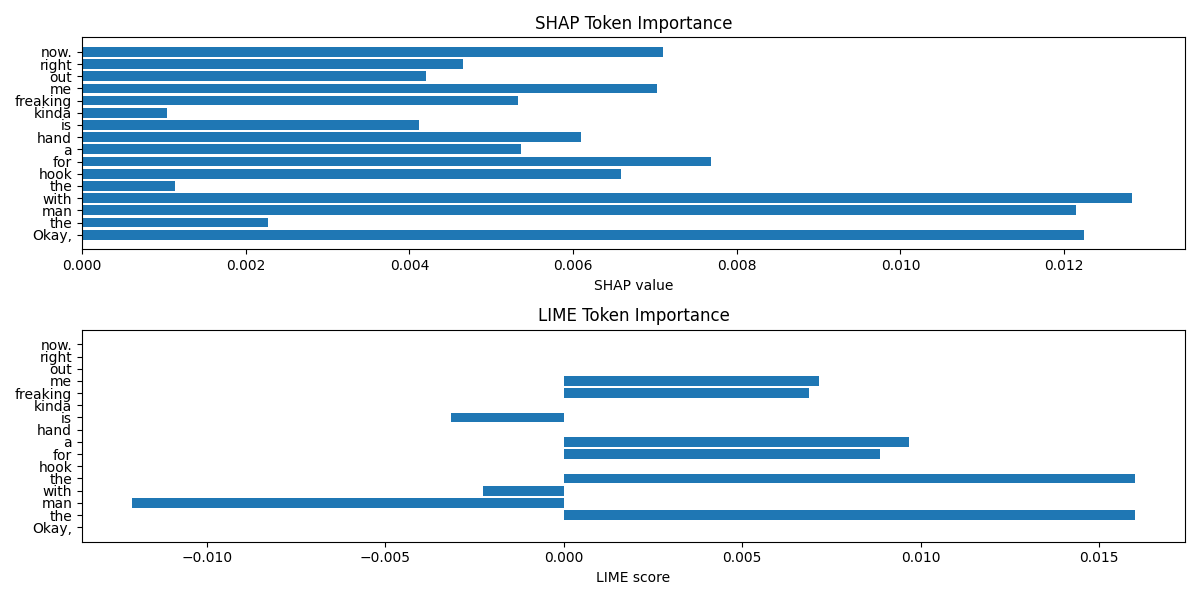 SHAP Token Importance
now.
right
out
me
freaking
kinda
is
hand
a
for
hook
the
with
man
the
Okay,
0.000 0.002 0.004 0.006 0.008 0.010 0.012
SHAP value
LIME Token Importance
now.
right
out
me
freaking
kinda
is
hand
a
for
hook
the
with
man
the
Okay,
−0.010 −0.005 0.000 0.005 0.010 0.015
LIME score